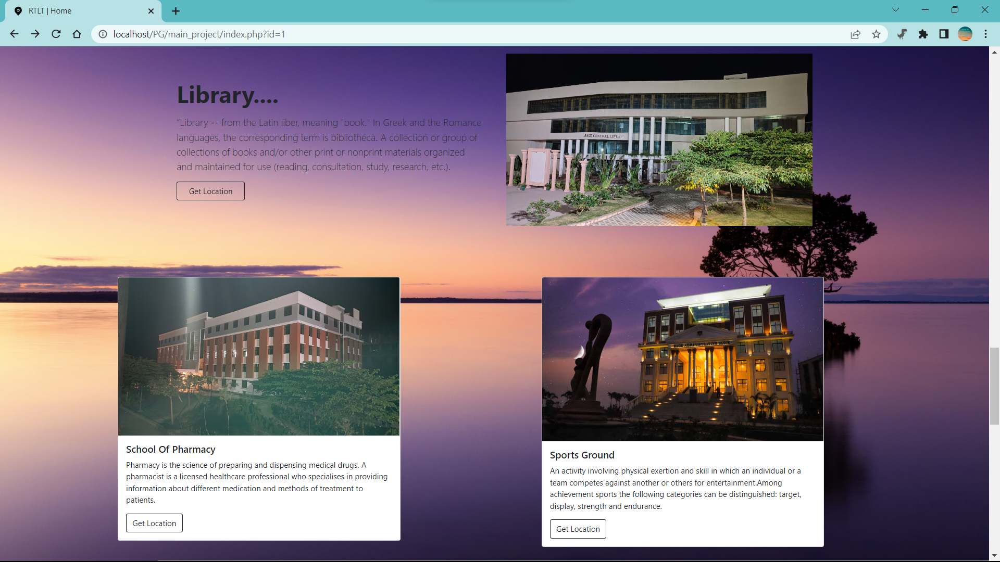 RTLT | Home
localhost/PG/main_project/index.php?id=1
Library....
"Library -- from the Latin liber, meaning "book." In Greek and the Romance
languages, the corresponding term is bibliotheca. A collection or group of
collections of books and/or other print or nonprint materials organized
and maintained for use (reading, consultation, study, research, etc.).
Get Location
SAGE CENTRAL LIBRARY
SAGE ADMINISTRATIVE BLOCK
School Of Pharmacy
Pharmacy is the science of preparing and dispensing medical drugs. A
pharmacist is a licensed healthcare professional who specialises in providing
information about different medication and methods of treatment to
patients.
Get Location
Sports Ground
An activity involving physical exertion and skill in which an individual or a
team competes against another or others for entertainment.Among
achievement sports the following categories can be distinguished: target,
display, strength and endurance.
Get Location